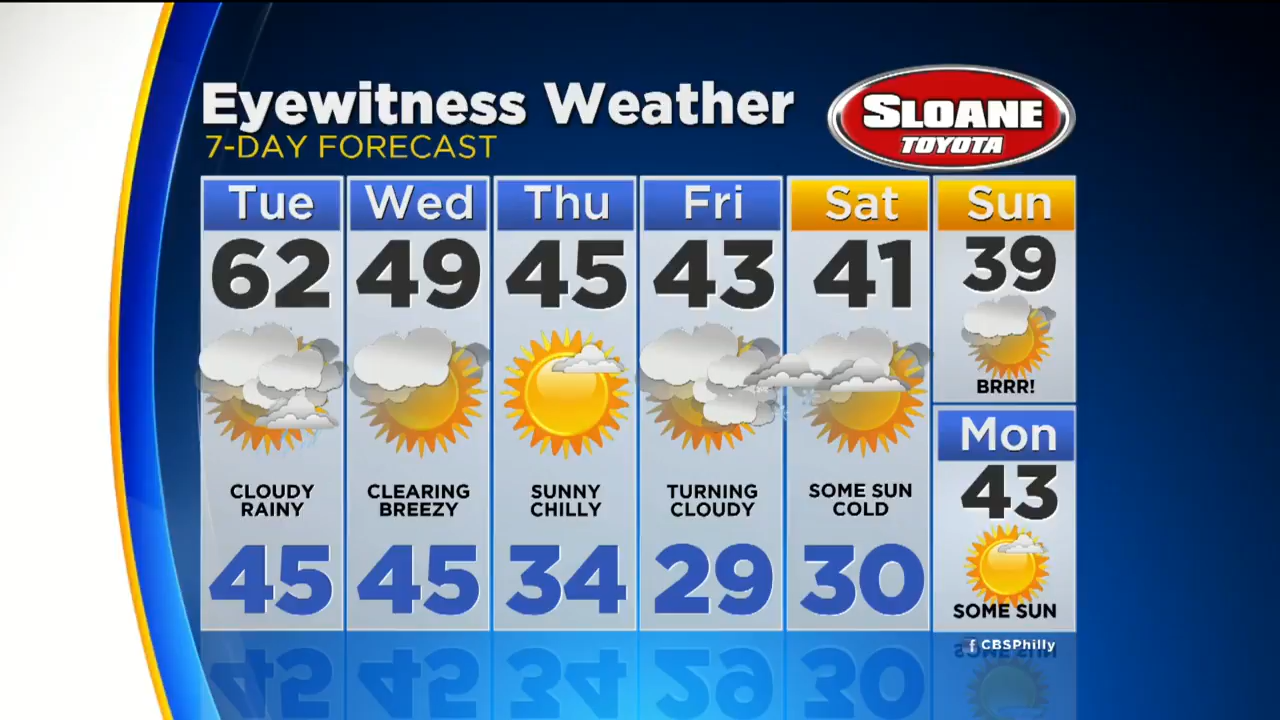 Eyewitness Weather
7-DAY FORECAST
SLOANE
TOYOTA
Tue
62
CLOUDY
RAINY
45
Wed
49
CLEARING
BREEZY
45
Thu
45
SUNNY
CHILLY
34
Fri
43
TURNING
CLOUDY
29
Sat
41
SOME SUN
COLD
30
Sun
39
BRRR!
Mon
43
SOME SUN
f CBSPhilly